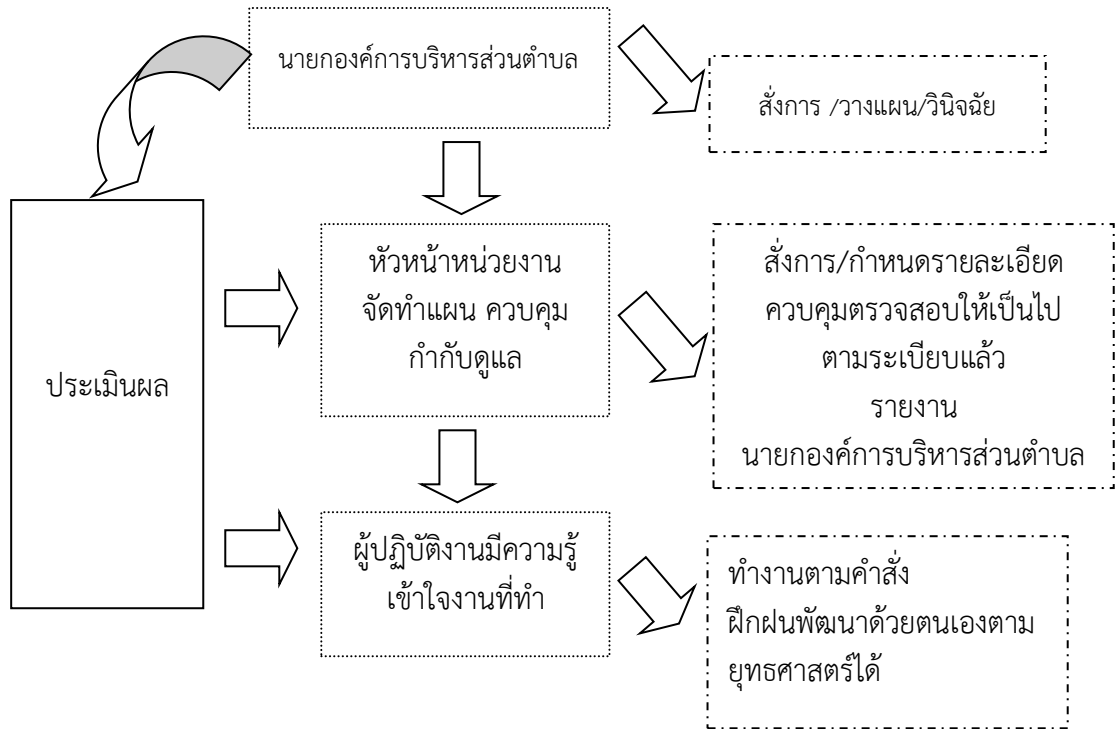 นายกองค์การบริหารส่วนตำบล
สั่งการ /วางแผน/วินิจฉัย
ประเมินผล
หัวหน้าหน่วยงาน
จัดทำแผน ควบคุม
กำกับดูแล
สั่งการ/กำหนดรายละเอียด
ควบคุมตรวจสอบให้เป็นไป
ตามระเบียบแล้ว
รายงาน
นายกองค์การบริหารส่วนตำบล
ผู้ปฏิบัติงานมีความรู้
เข้าใจงานที่ทำ
ทำงานตามคำสั่ง
ฝึกฝนพัฒนาด้วยตนเองตาม
ยุทธศาสตร์ได้